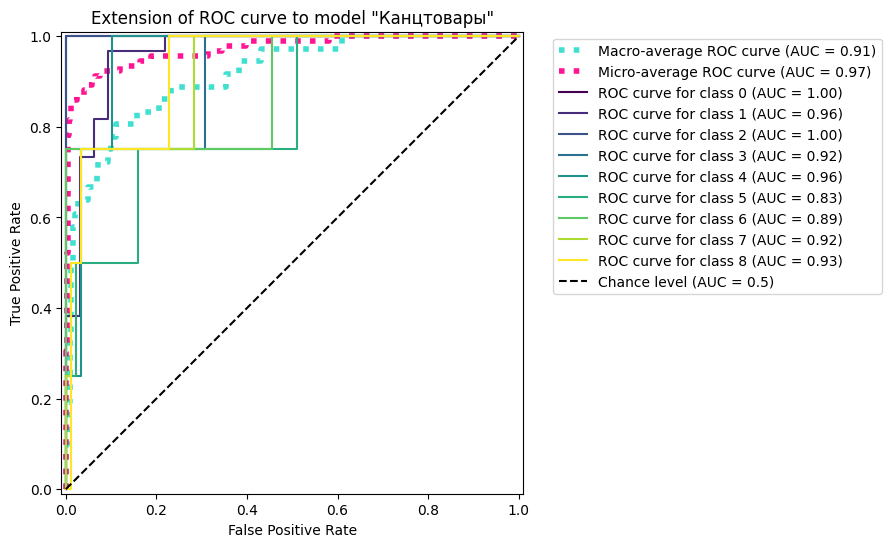 Extension of ROC curve to model "Канцтовары"
1.0
0.8
0.6
0.4
0.2
0.0
True Positive Rate
0.0 0.2 0.4 0.6 0.8 1.0
False Positive Rate
Macro-average ROC curve (AUC = 0.91)
Micro-average ROC curve (AUC = 0.97)
ROC curve for class 0 (AUC = 1.00)
ROC curve for class 1 (AUC = 0.96)
ROC curve for class 2 (AUC = 1.00)
ROC curve for class 3 (AUC = 0.92)
ROC curve for class 4 (AUC = 0.96)
ROC curve for class 5 (AUC = 0.83)
ROC curve for class 6 (AUC = 0.89)
ROC curve for class 7 (AUC = 0.92)
ROC curve for class 8 (AUC = 0.93)
Chance level (AUC = 0.5)